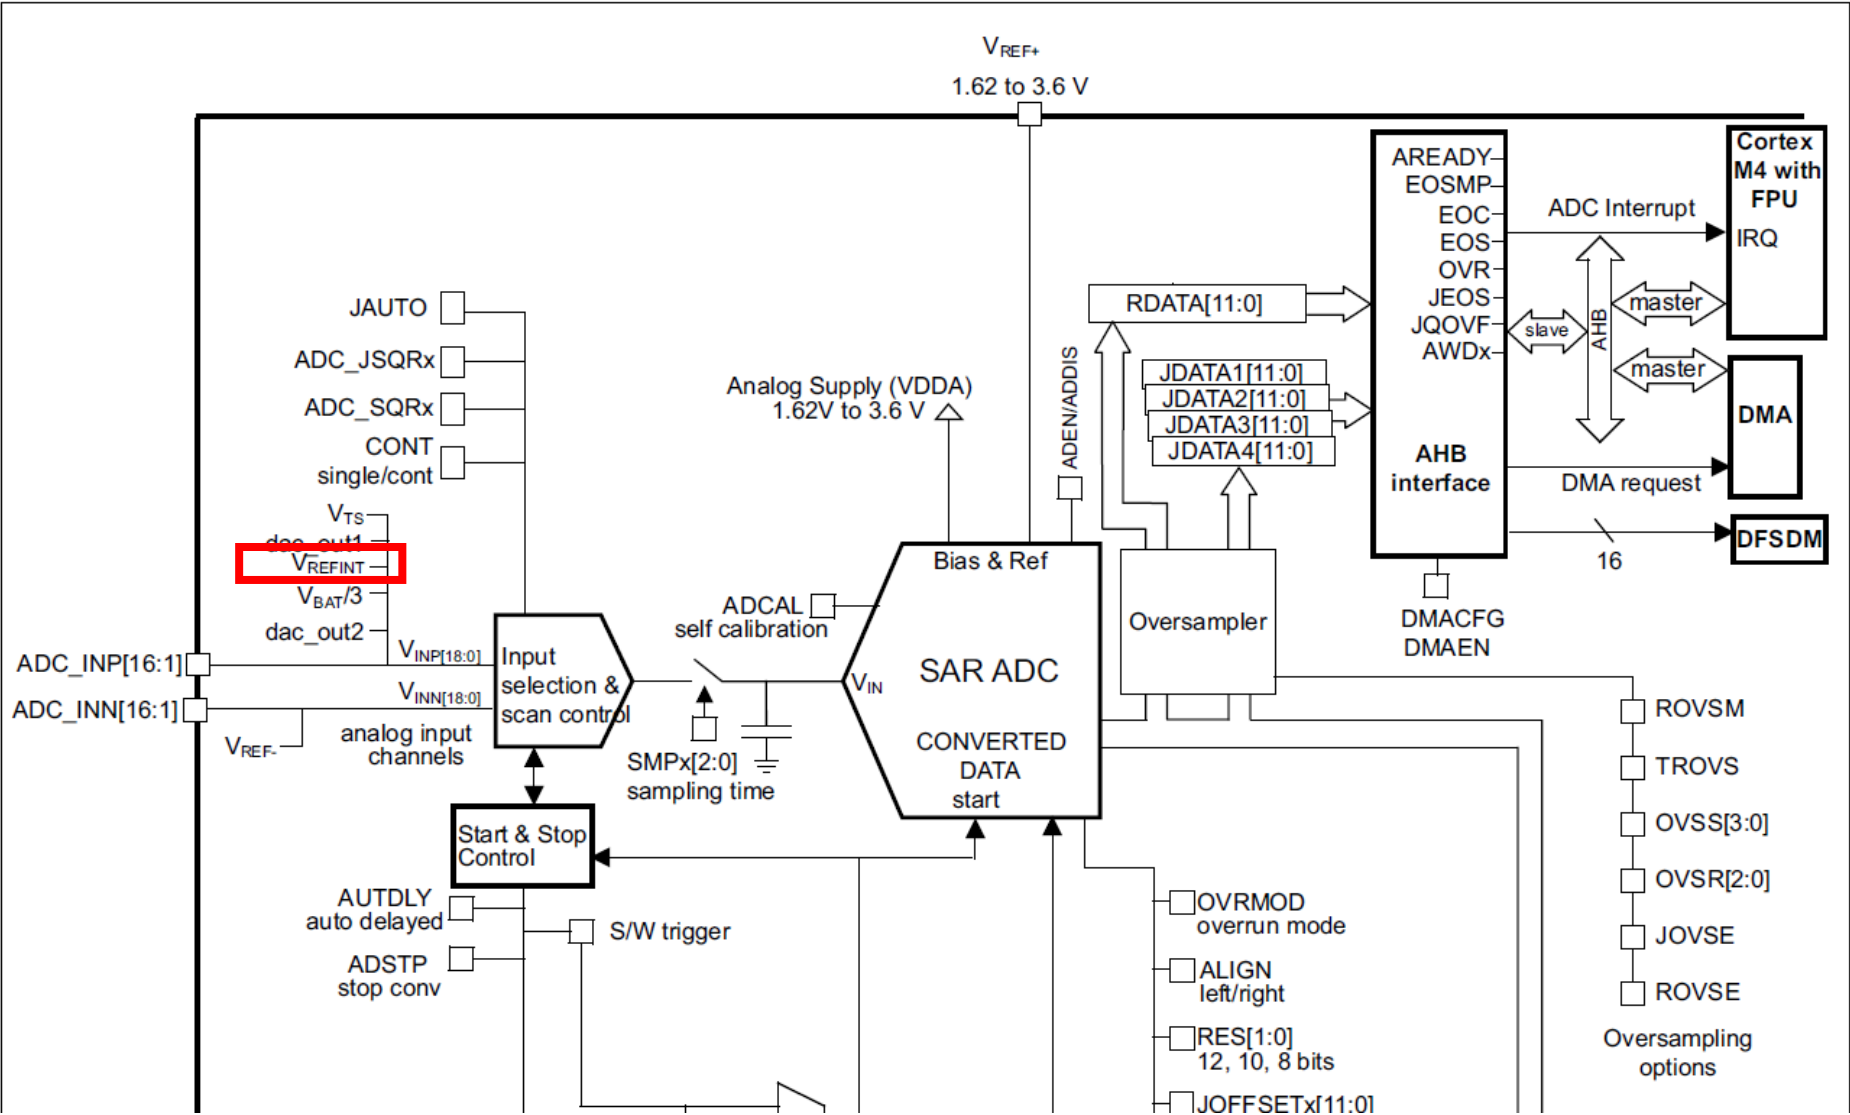 VREF+
1.62 to 3.6 V
Cortex
M4 with
FPU
IRQ
AREADY
EOSMP
EOC
EOS
OVR
JEOS
JQOVF
AWDx
AHB
interface
ADC Interrupt
slave
AHB
master
master
DMA
DMA request
16
DFSDM
DMACFG
DMAEN
RDATA[11:0]
JDATA1[11:0]
JDATA2[11:0]
JDATA3[11:0]
JDATA4[11:0]
ADEN/ADDIS
Analog Supply (VDDA)
1.62V to 3.6 V
JAUTO
ADC_JSQRx
ADC_SQRx
CONT
single/cont
VTS
dac_out1
VREFINT
VBAT/3
dac_out2
ADC_INP[16:1]
VINP[18:0]
ADC_INN[16:1]
VINN[18:0]
VREF-
analog input
channels
Input
selection &
scan control
ADCAL
self calibration
SMPx[2:0]
sampling time
Bias & Ref
SAR ADC
VIN
CONVERTED
DATA
start
Oversampler
Start & Stop
Control
AUTDLY
auto delayed
ADSTP
stop conv
S/W trigger
OVRMOD
overrun mode
ALIGN
left/right
RES[1:0]
12, 10, 8 bits
JOFFSETx[11:0]
ROVSM
TROVS
OVSS[3:0]
OVSR[2:0]
JOVSE
ROVSE
Oversampling
options